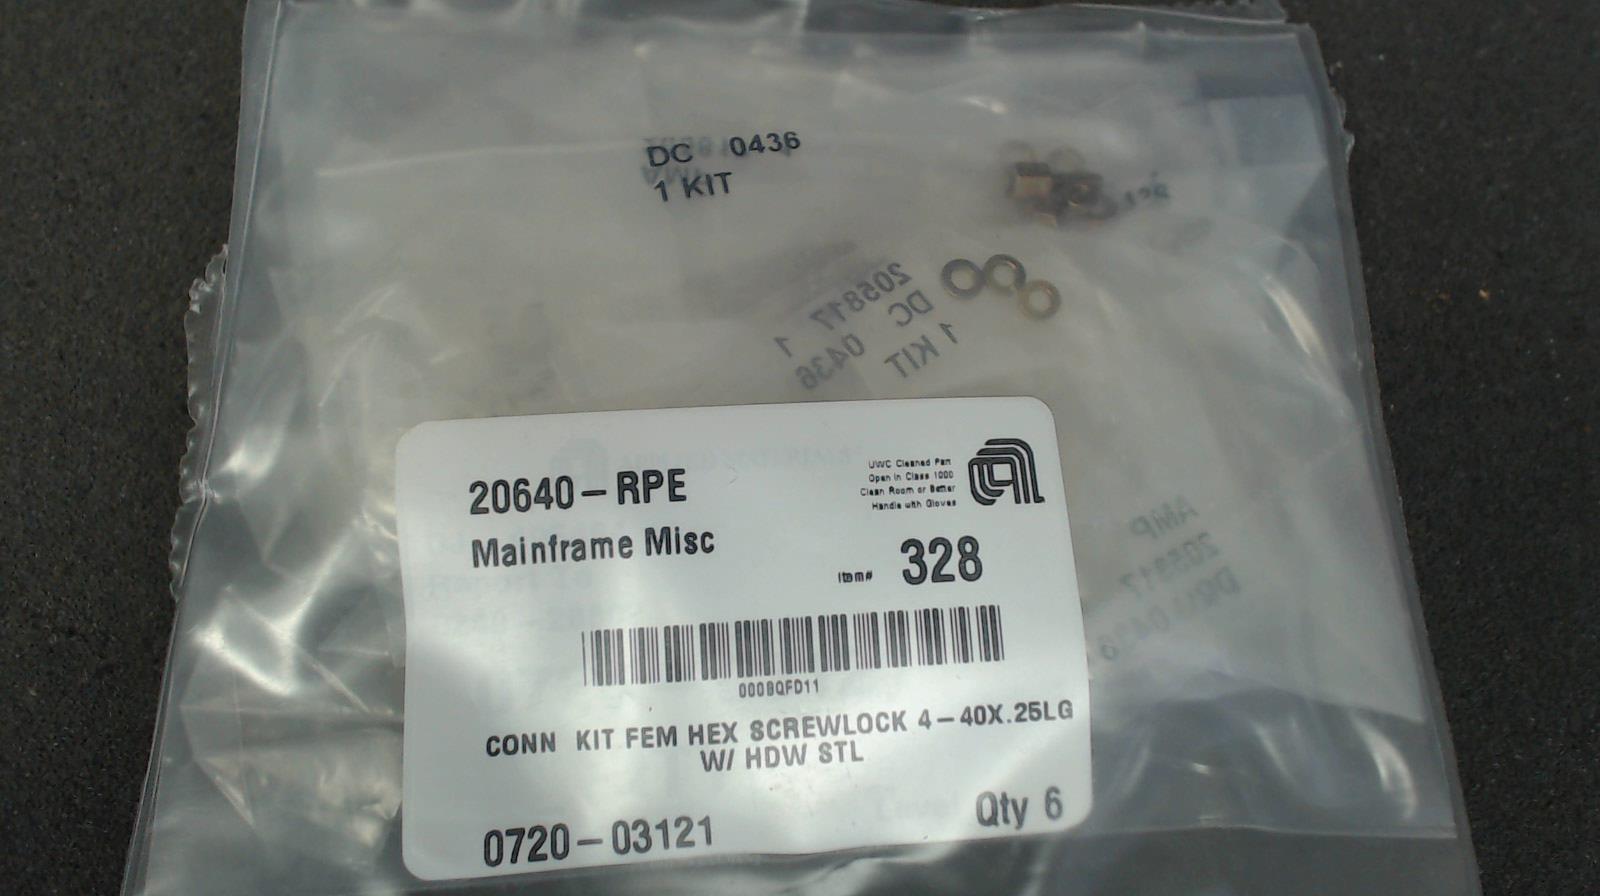 DC 0436
1 KIT
205817 1
DC 0436
1 KIT
20640-RPE
Mainframe Misc
UWC Cleaned Part
Open in Class 1000
Clean Room or Better
Handle with Gloves
Item# 328
0008QFD11
CONN KIT FEM HEX SCREWLOCK 4-40X.25LG
W/ HDW STL
0720-03121
Qty 6
AMP
205817